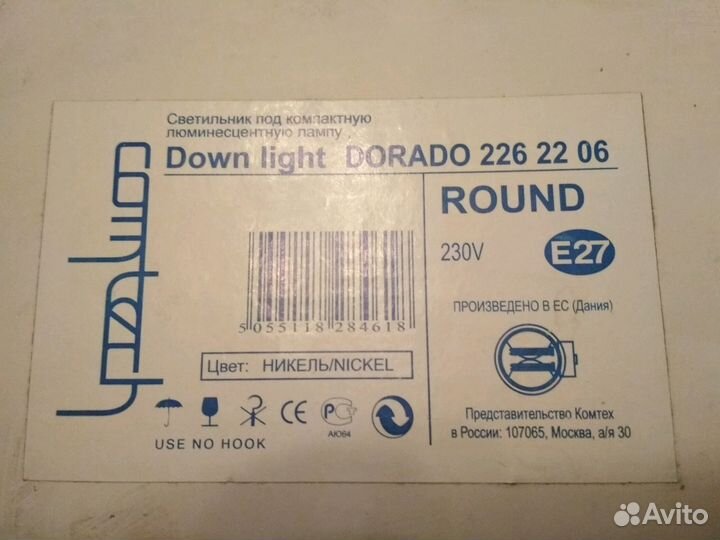 Светильник под компактную
люминесцентную лампу
Down light DORADO 226 22 06
ROUND
230V
E27
5 055118 284618
ПРОИЗВЕДЕНО В ЕС (Дания)
Цвет: НИКЕЛЬ/NICKEL
CE
РС
АЮ64
USE NO HOOK
Представительство Комтех
в России: 107065, Москва, а/я 30
Avito